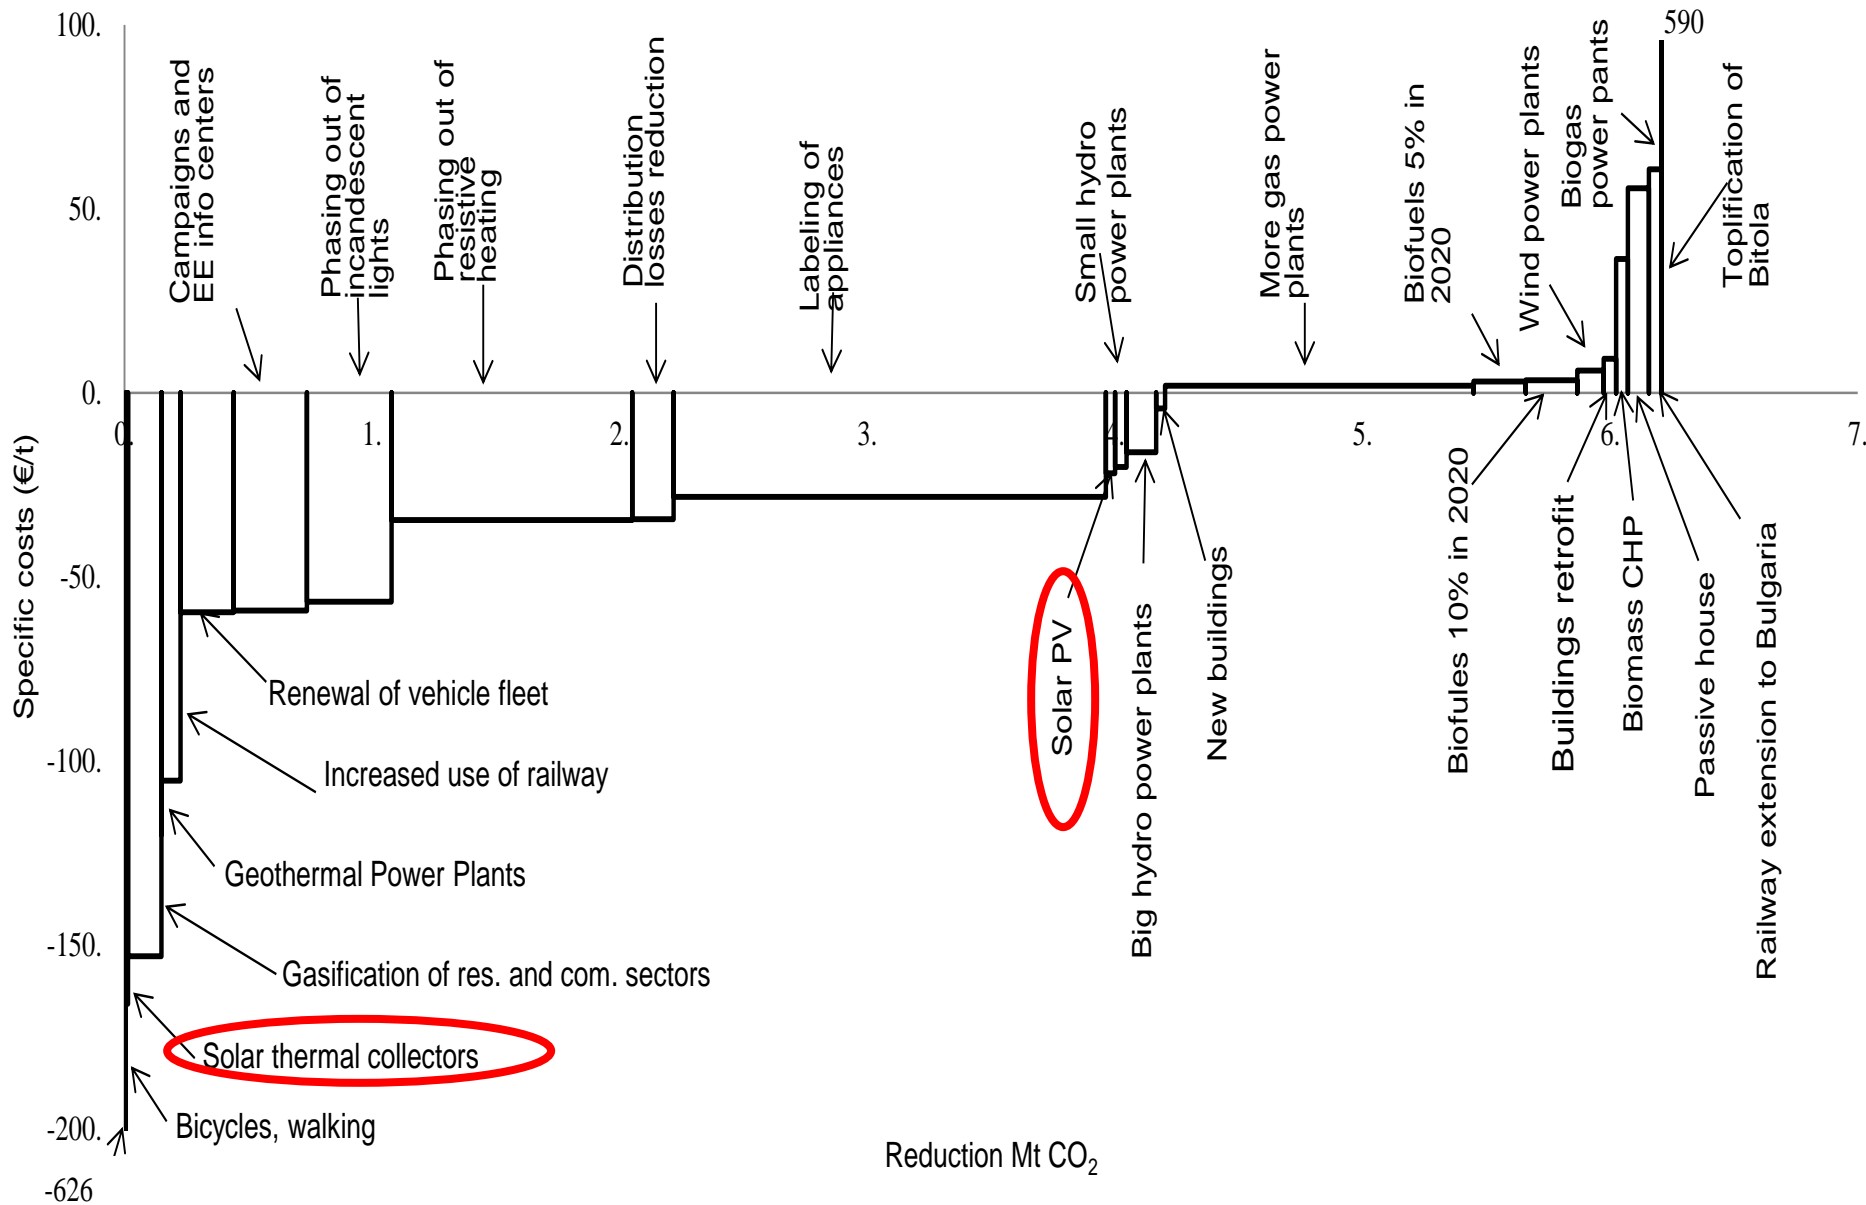 100.
50.
0.
-50.
-100.
-150.
-200.
-626
Specific costs (€/t)
0.
1.
2.
3.
4.
5.
6.
7.
Reduction Mt CO₂
590
Campaigns and
EE info centers
Phasing out of
incandescent
lights
Phasing out of
resistive
heating
Distribution
losses reduction
Labeling of
appliances
Small hydro
power plants
More gas power
plants
Biofuels 5% in
2020
Wind power plants
Biogas
power pants
Toplification of
Bitola
Renewal of vehicle fleet
Increased use of railway
Geothermal Power Plants
Gasification of res. and com. sectors
Solar thermal collectors
Bicycles, walking
Solar PV
Big hydro power plants
New buildings
Biofules 10% in 2020
Buildings retrofit
Biomass CHP
Passive house
Railway extension to Bulgaria